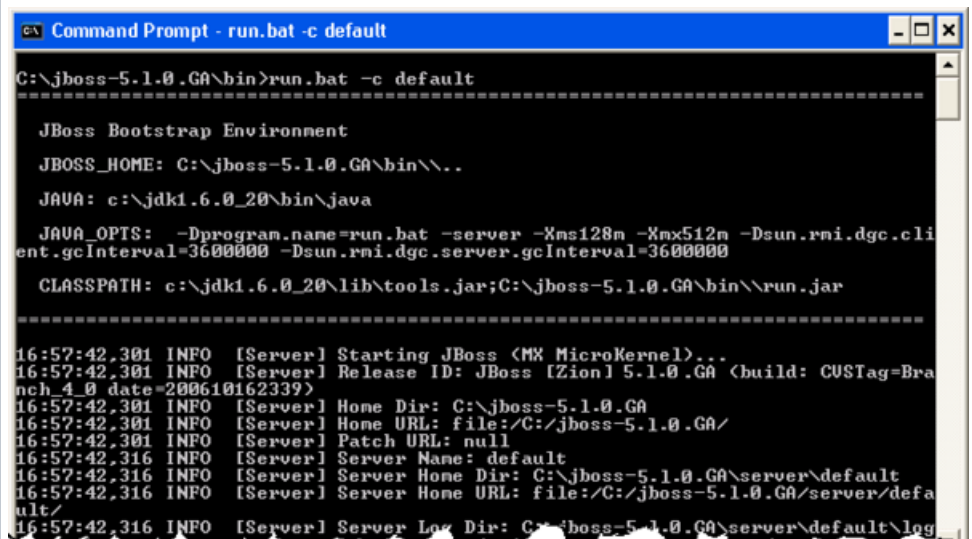 Command Prompt - run.bat -c default
C:\jboss-5.1.0.GA\bin>run.bat -c default
===============================================================================
JBoss Bootstrap Environment
JBOSS_HOME: C:\jboss-5.1.0.GA\bin\\..
JAVA: c:\jdk1.6.0_20\bin\java
JAVA_OPTS:  -Dprogram.name=run.bat -server -Xms128m -Xmx512m -Dsun.rmi.dgc.cli
ent.gcInterval=3600000 -Dsun.rmi.dgc.server.gcInterval=3600000
CLASSPATH: c:\jdk1.6.0_20\lib\tools.jar;C:\jboss-5.1.0.GA\bin\\run.jar
===============================================================================
16:57:42,301 INFO  [Server] Starting JBoss (MX MicroKernel)...
16:57:42,301 INFO  [Server] Release ID: JBoss [Zion] 5.1.0.GA (build: CVSTag=Bra
nch_4_0 date=200610162339)
16:57:42,301 INFO  [Server] Home Dir: C:\jboss-5.1.0.GA
16:57:42,301 INFO  [Server] Home URL: file:/C:/jboss-5.1.0.GA/
16:57:42,301 INFO  [Server] Patch URL: null
16:57:42,316 INFO  [Server] Server Name: default
16:57:42,316 INFO  [Server] Server Home Dir: C:\jboss-5.1.0.GA\server\default
16:57:42,316 INFO  [Server] Server Home URL: file:/C:/jboss-5.1.0.GA/server/defa
ult/
16:57:42,316 INFO  [Server] Server Log Dir: C:\jboss-5.1.0.GA\server\default\log